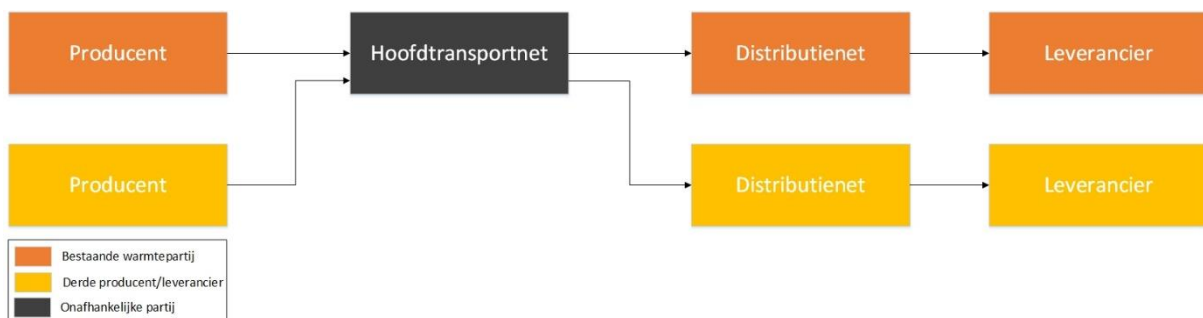 Producent
Hoofdtransportnet
Distributienet
Leverancier
Producent
Distributienet
Leverancier
Bestaande warmtepartij
Derde producent/leverancier
Onafhankelijke partij